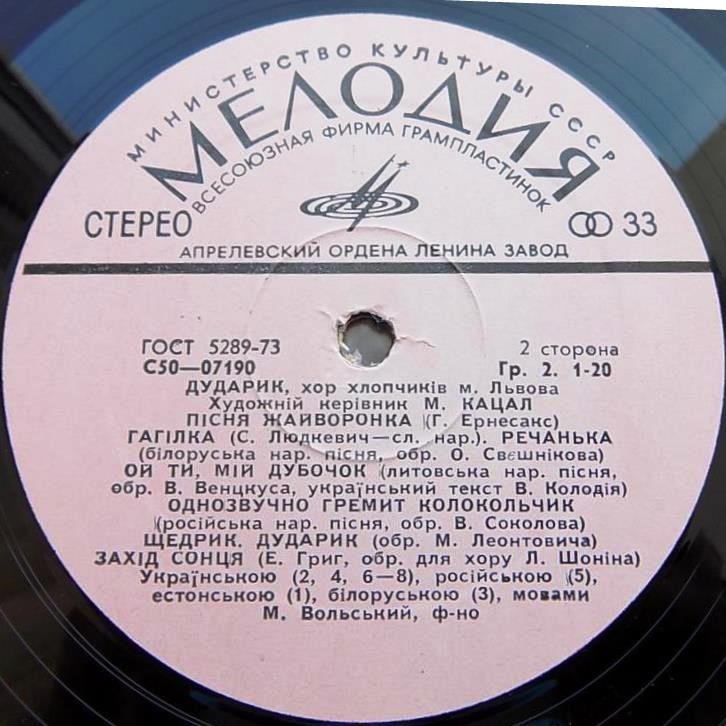 МИНИСТЕРСТВО КУЛЬТУРЫ СССР
МЕЛОДИЯ
ВСЕСОЮЗНАЯ ФИРМА ГРАМПЛАСТИНОК
СТЕРЕО 33
АПРЕЛЕВСКИЙ ОРДЕНА ЛЕНИНА ЗАВОД
ГОСТ 5289-73 2 сторона
С50—07190 Гр. 2. 1-20
ДУДАРИК, хор хлопчиків м. Львова
Художній керівник М. КАЦАЛ
ПІСНЯ ЖАЙВОРОНКА (Г. Ернесакс)
ГАГІЛКА (С. Людкевич—сл. нар.). РЕЧАНЬКА
(білоруська нар. пісня, обр. О. Свєшнікова)
ОЙ ТИ, МІЙ ДУБОЧОК (литовська нар. пісня,
обр. В. Венцкуса, український текст В. Колодія)
ОДНОЗВУЧНО ГРЕМИТ КОЛОКОЛЬЧИК
(російська нар. пісня, обр. В. Соколова)
ЩЕДРИК. ДУДАРИК (обр. М. Леонтовича)
ЗАХІД СОНЦЯ (Е. Григ, обр. для хору Л. Шоніна)
Українською (2, 4, 6—8), російською (5),
естонською (1), білоруською (3), мовами
М. Вольський, ф-но